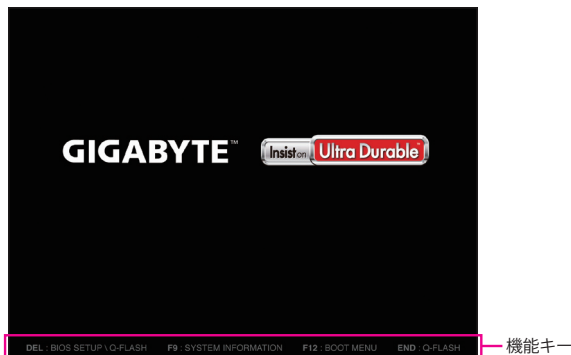 GIGABYTE™
Insist on Ultra Durable™
DEL : BIOS SETUP \ Q-FLASH F9 : SYSTEM INFORMATION F12 : BOOT MENU END : Q-FLASH
機能キー